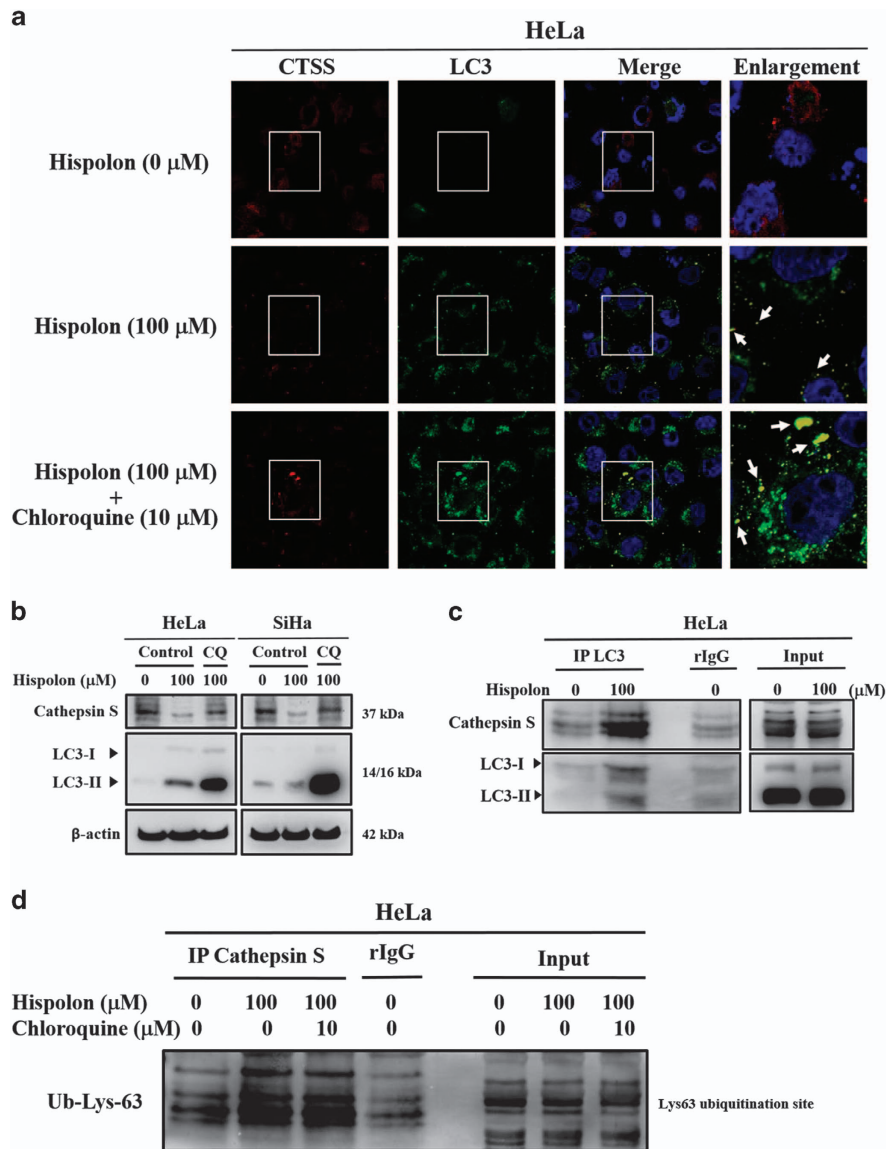 a
HeLa
CTSS LC3 Merge Enlargement
Hispolon (0 μM)
Hispolon (100 μM)
Hispolon (100 μM)
+
Chloroquine (10 μM)
b
HeLa SiHa
Control CQ Control CQ
Hispolon (μM) 0 100 100 0 100 100
Cathepsin S 37 kDa
LC3-I
LC3-II 14/16 kDa
β-actin 42 kDa
c
HeLa
IP LC3 rIgG Input
Hispolon 0 100 0 0 100 (μM)
Cathepsin S
LC3-I
LC3-II
d
HeLa
IP Cathepsin S rIgG Input
Hispolon (μM) 0 100 100 0 0 100 100
Chloroquine (μM) 0 0 10 0 0 0 10
Ub-Lys-63 Lys63 ubiquitination site